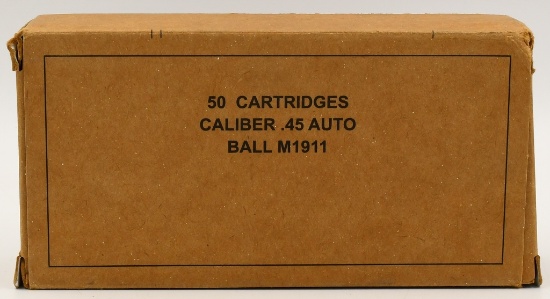 50 CARTRIDGES
CALIBER .45 AUTO
BALL M1911